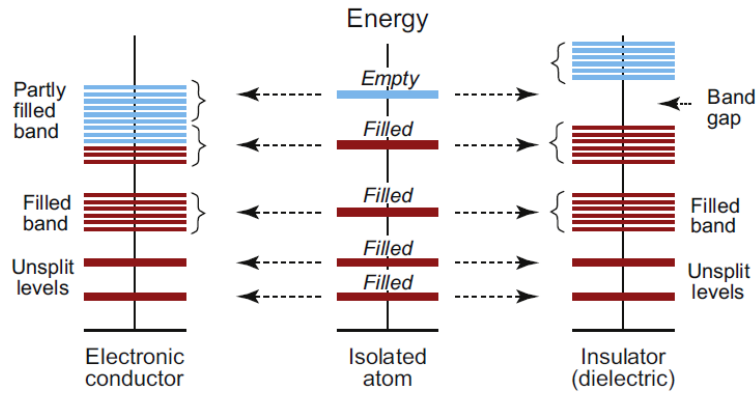 Energy
Partly
filled
band
Empty
Band
gap
Filled
Filled
band
Filled
Filled
band
Unsplit
levels
Filled
Filled
Unsplit
levels
Electronic
conductor
Isolated
atom
Insulator
(dielectric)